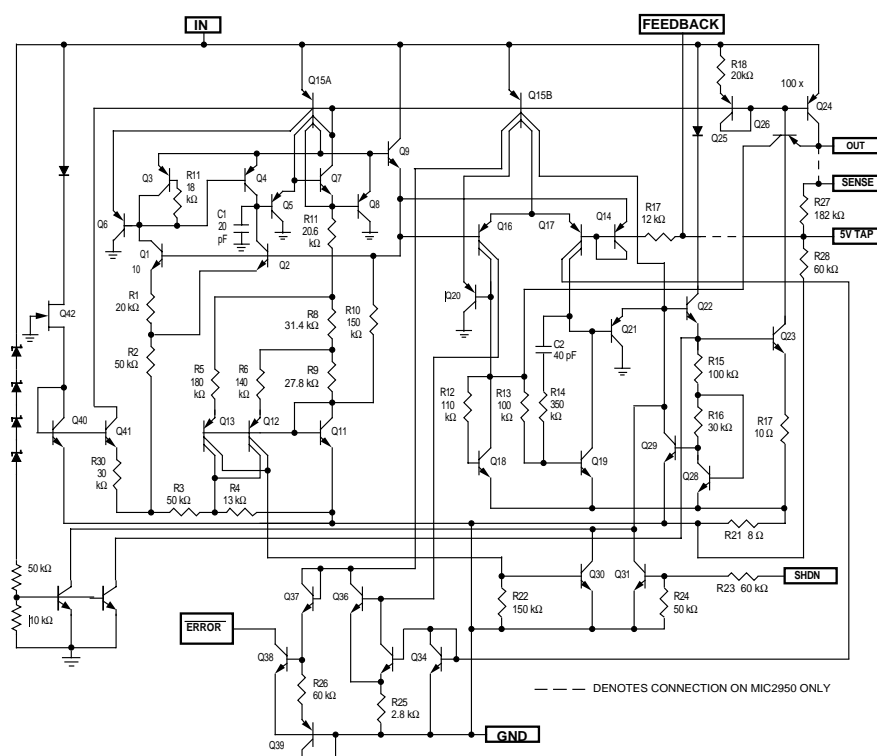 IN
FEEDBACK
R18
20kΩ
100 x
Q15A
Q15B
Q24
Q25
Q26
OUT
Q9
Q3
R11
18
kΩ
Q4
Q7
Q5
Q8
SENSE
R27
182 kΩ
C1
20
pF
R11
20.6
kΩ
Q6
Q16
Q17
Q14
R17
12 kΩ
5V TAP
R28
60 kΩ
Q1
10
Q2
Q20
Q42
R1
20 kΩ
R8
31.4 kΩ
R10
150
kΩ
Q22
Q21
Q23
C2
40 pF
R2
50 kΩ
R5
180
kΩ
R6
140
kΩ
R9
27.8 kΩ
R15
100 kΩ
R12
110
kΩ
R13
100
kΩ
R14
350
kΩ
R16
30 kΩ
R17
10 Ω
Q40
Q41
Q13
Q12
Q11
Q29
Q18
Q19
Q28
R30
30
kΩ
R3
50 kΩ
R4
13 kΩ
R21 8 Ω
50 kΩ
10 kΩ
Q37
Q36
Q30
Q31
R22
150 kΩ
R24
50 kΩ
R23 60 kΩ
SHDN
ERROR
Q38
Q34
R26
60 kΩ
R25
2.8 kΩ
Q39
GND
DENOTES CONNECTION ON MIC2950 ONLY